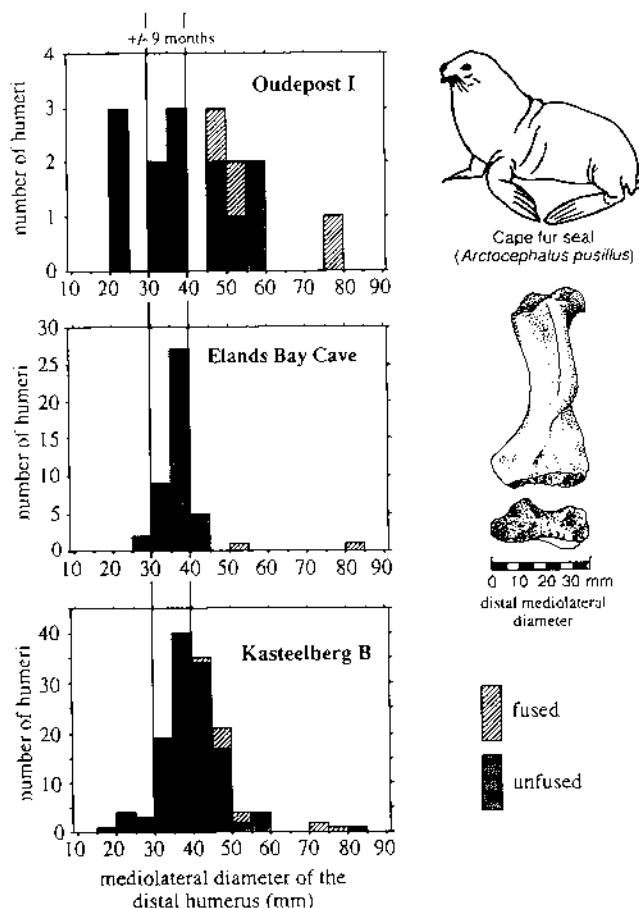 +/- 9 months
Oudepost I
number of humeri
4
3
2
1
0
10 20 30 40 50 60 70 80 90
Elands Bay Cave
number of humeri
30
25
20
15
10
5
0
10 20 30 40 50 60 70 80 90
Kasteelberg B
number of humeri
40
30
20
10
0
10 20 30 40 50 60 70 80 90
mediolateral diameter of the
distal humerus (mm)
Cape fur seal
(Arctocephalus pusillus)
0 10 20 30 mm
distal mediolateral
diameter
fused
unfused